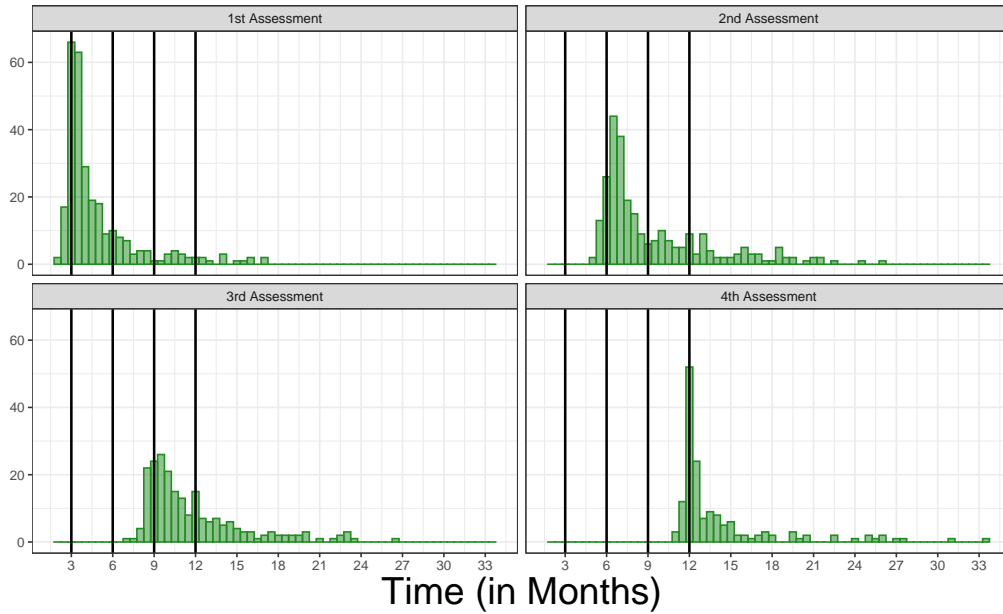 1st Assessment 2nd Assessment
60
40
20
0
3rd Assessment 4th Assessment
60
40
20
0
3 6 9 12 15 18 21 24 27 30 33 3 6 9 12 15 18 21 24 27 30 33
Time (in Months)